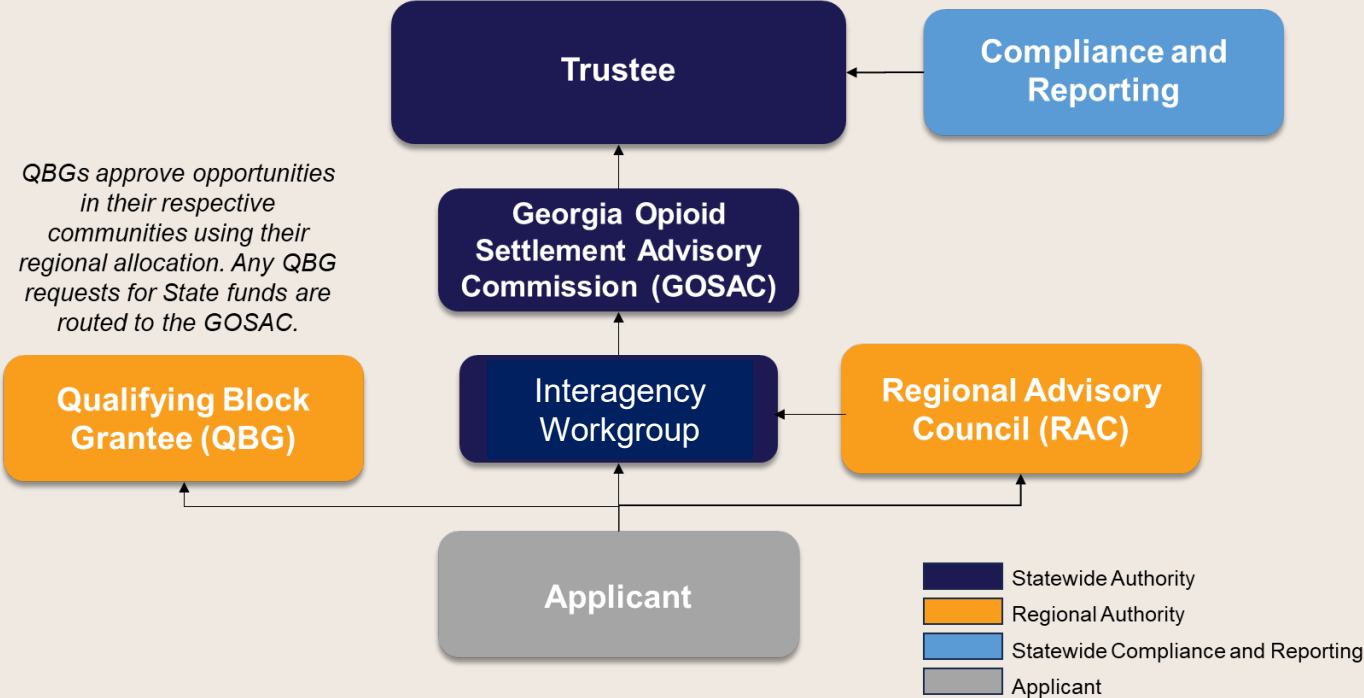 Trustee
Compliance and
Reporting
QBGs approve opportunities
in their respective
communities using their
regional allocation. Any QBG
requests for State funds are
routed to the GOSAC.
Georgia Opioid
Settlement Advisory
Commission (GOSAC)
Qualifying Block
Grantee (QBG)
Interagency
Workgroup
Regional Advisory
Council (RAC)
Applicant
Statewide Authority
Regional Authority
Statewide Compliance and Reporting
Applicant